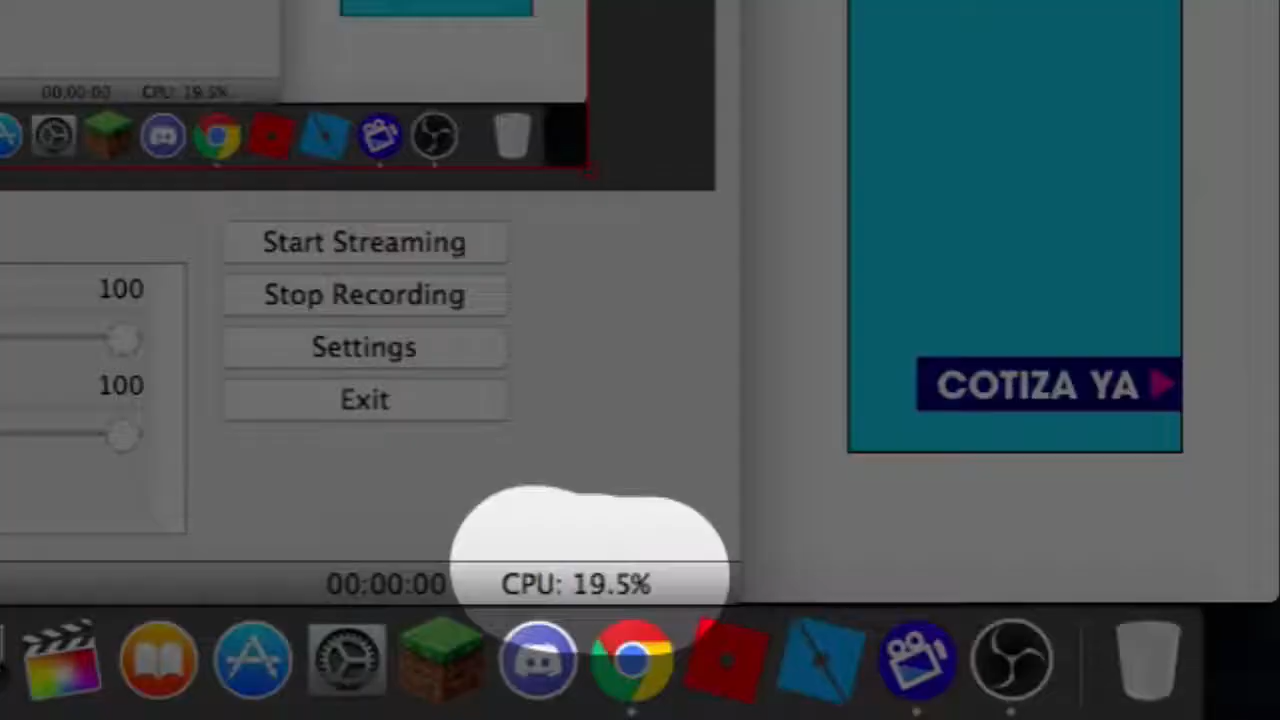 00:00:00 CPU: 19.5%
Start Streaming
100
Stop Recording
Settings
100
Exit
COTIZA YA
00:00:00 CPU: 19.5%